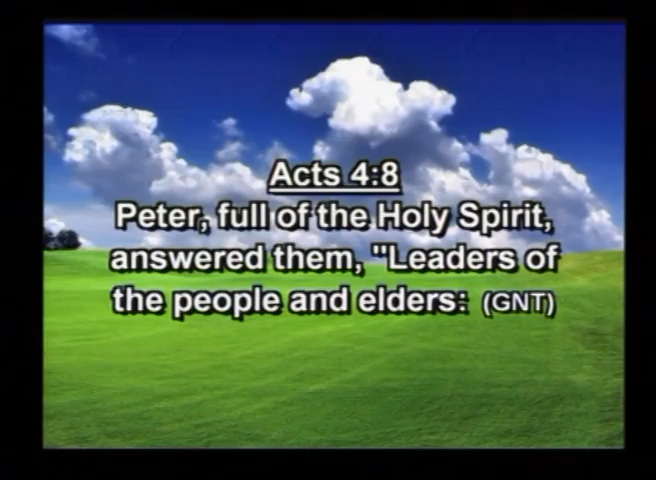 Acts 4:8
Peter, full of the Holy Spirit,
answered them, "Leaders of
the people and elders: (GNT)